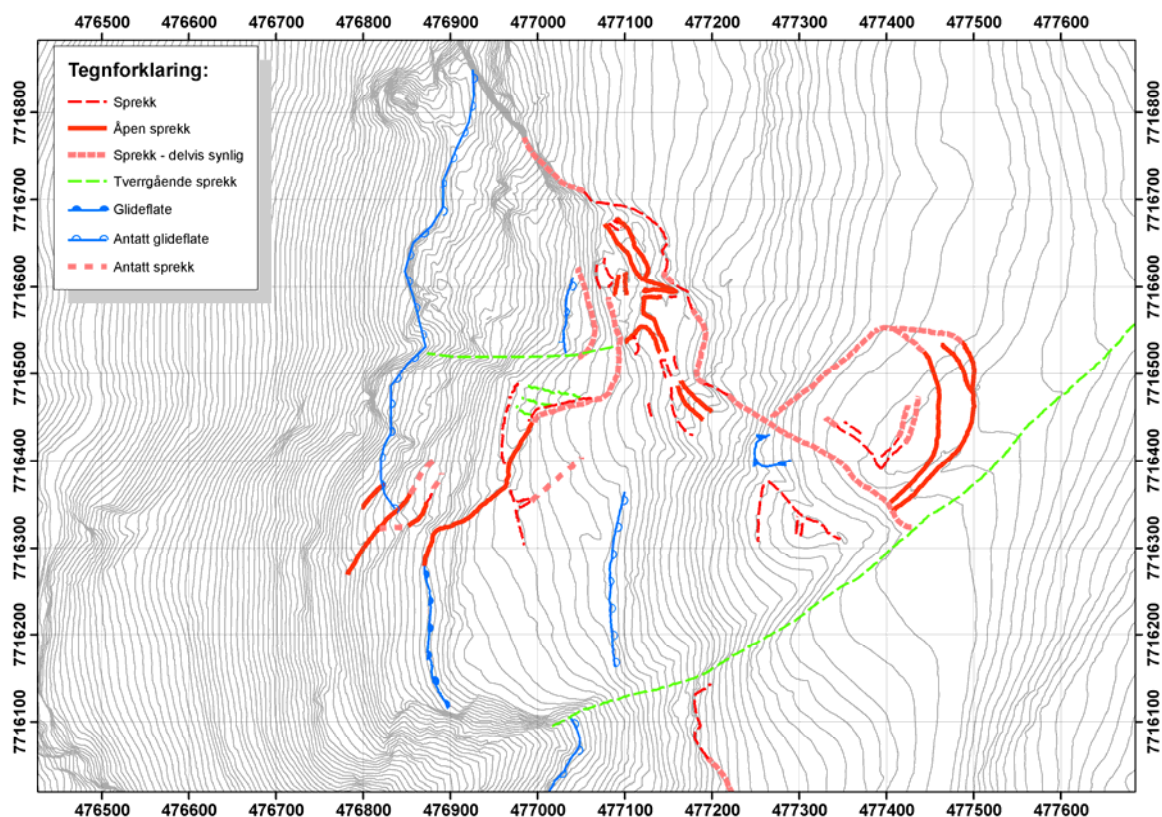 476500 476600 476700 476800 476900 477000 477100 477200 477300 477400 477500 477600
Tegnforklaring:
Sprekk
Åpen sprekk
Sprekk - delvis synlig
Tverrgående sprekk
Glideflate
Antatt glideflate
Antatt sprekk
7716800
7716700
7716600
7716500
7716400
7716300
7716200
7716100
7716800
7716700
7716600
7716500
7716400
7716300
7716200
7716100
476500 476600 476700 476800 476900 477000 477100 477200 477300 477400 477500 477600